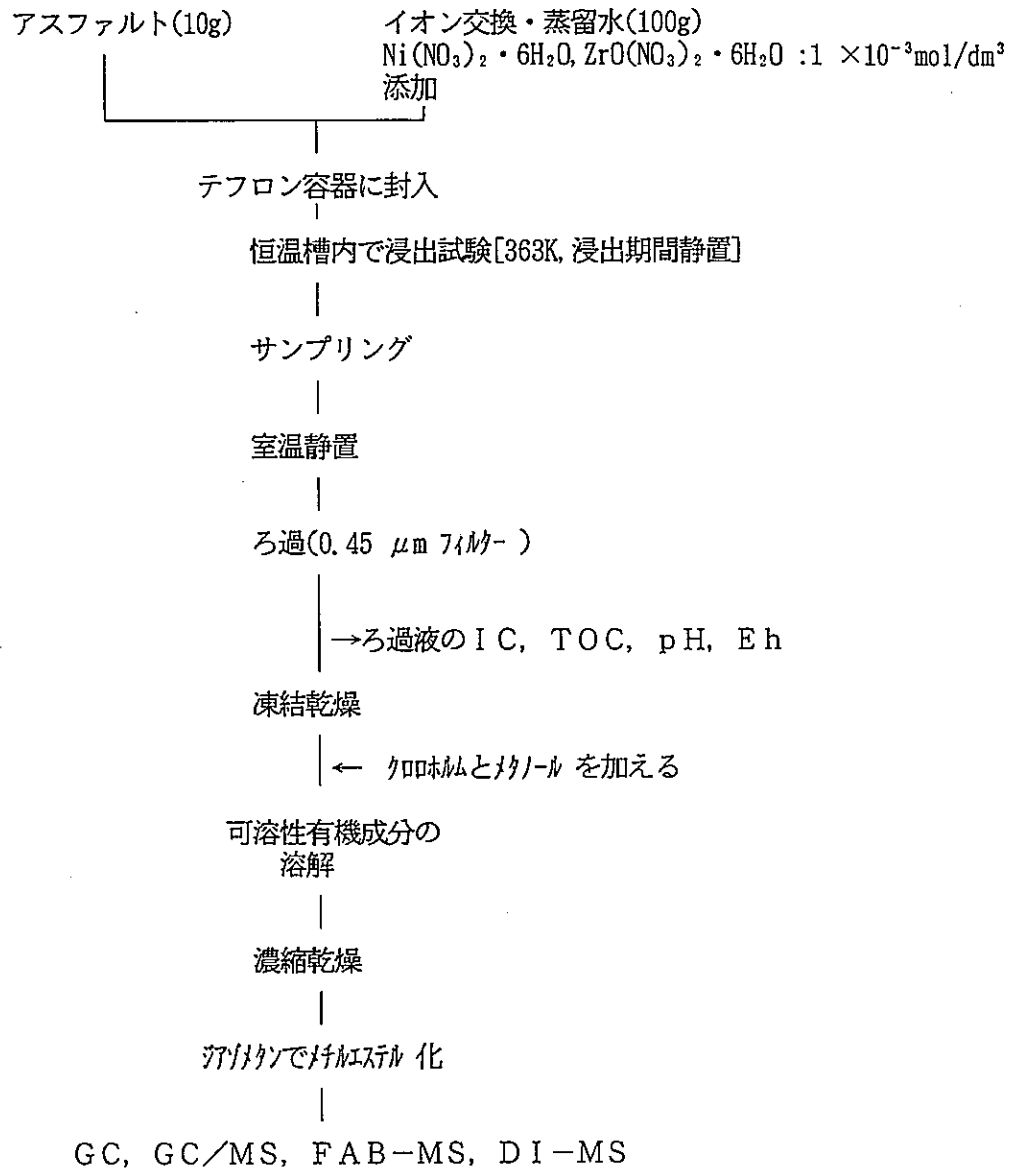 アスファルト(10g)
イオン交換・蒸留水(100g)
Ni(NO₃)₂・6H₂O, ZrO(NO₃)₂・6H₂O :1 ×10⁻³mol/dm³
添加
テフロン容器に封入
恒温槽内で浸出試験[363K, 浸出期間静置]
サンプリング
室温静置
ろ過(0.45 μm ﾌｨﾙﾀｰ )
→ろ過液のＩＣ, ＴＯＣ, ｐＨ, Ｅｈ
凍結乾燥
← ｸﾛﾛﾎﾙﾑとﾒﾀﾉｰﾙ を加える
可溶性有機成分の
溶解
濃縮乾燥
ｼﾞｱｿﾞﾒﾀﾝでﾒﾁﾙｴｽﾃﾙ 化
ＧＣ, ＧＣ／ＭＳ, ＦＡＢ－ＭＳ, ＤＩ－ＭＳ